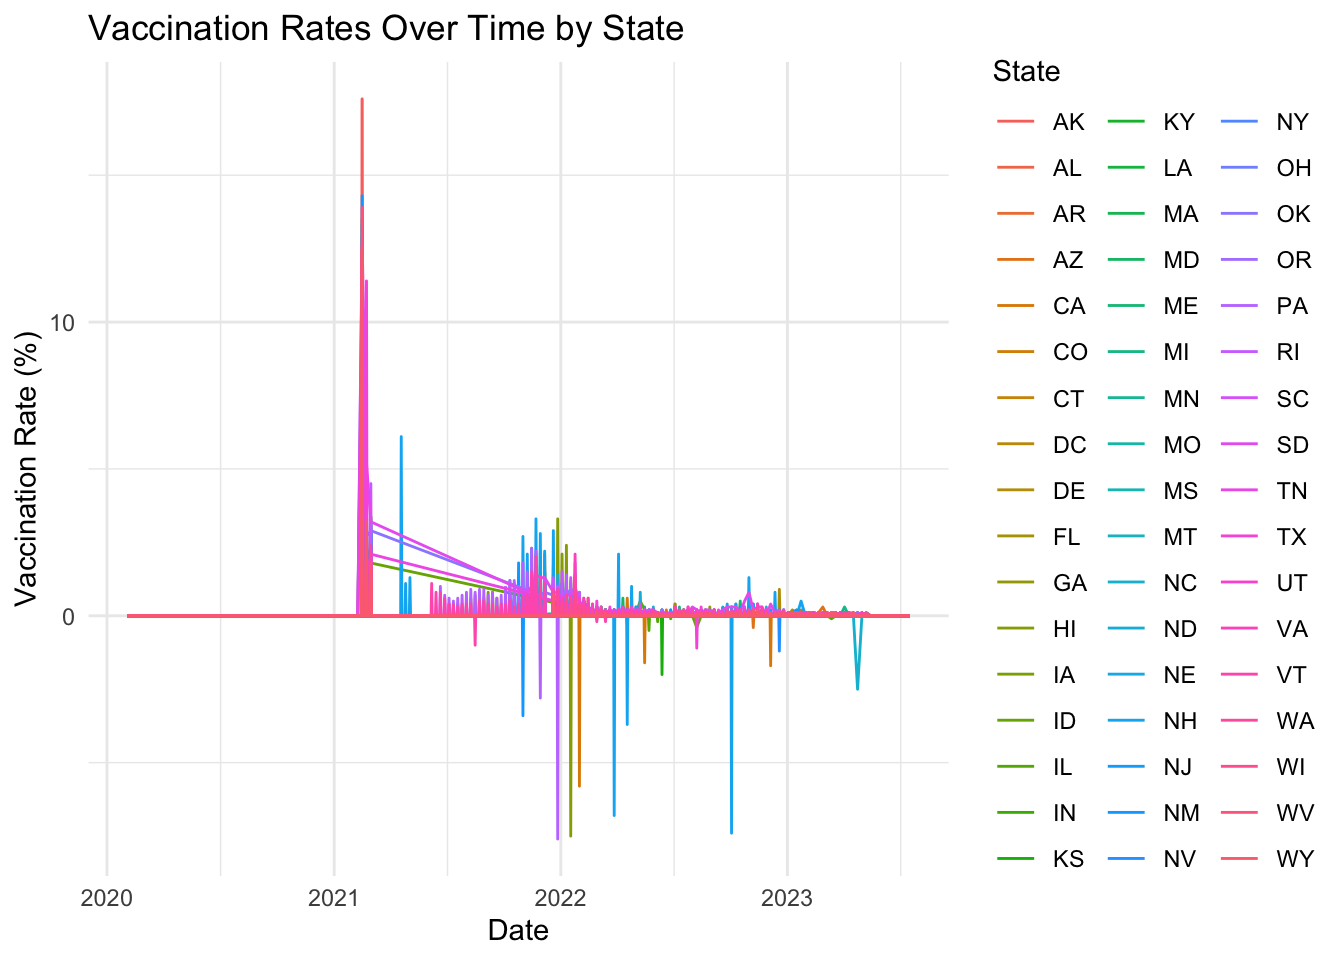 Vaccination Rates Over Time by State
Vaccination Rate (%)
10
0
2020 2021 2022 2023
Date
State
AK KY NY
AL LA OH
AR MA OK
AZ MD OR
CA ME PA
CO MI RI
CT MN SC
DC MO SD
DE MS TN
FL MT TX
GA NC UT
HI ND VA
IA NE VT
ID NH WA
IL NJ WI
IN NM WV
KS NV WY